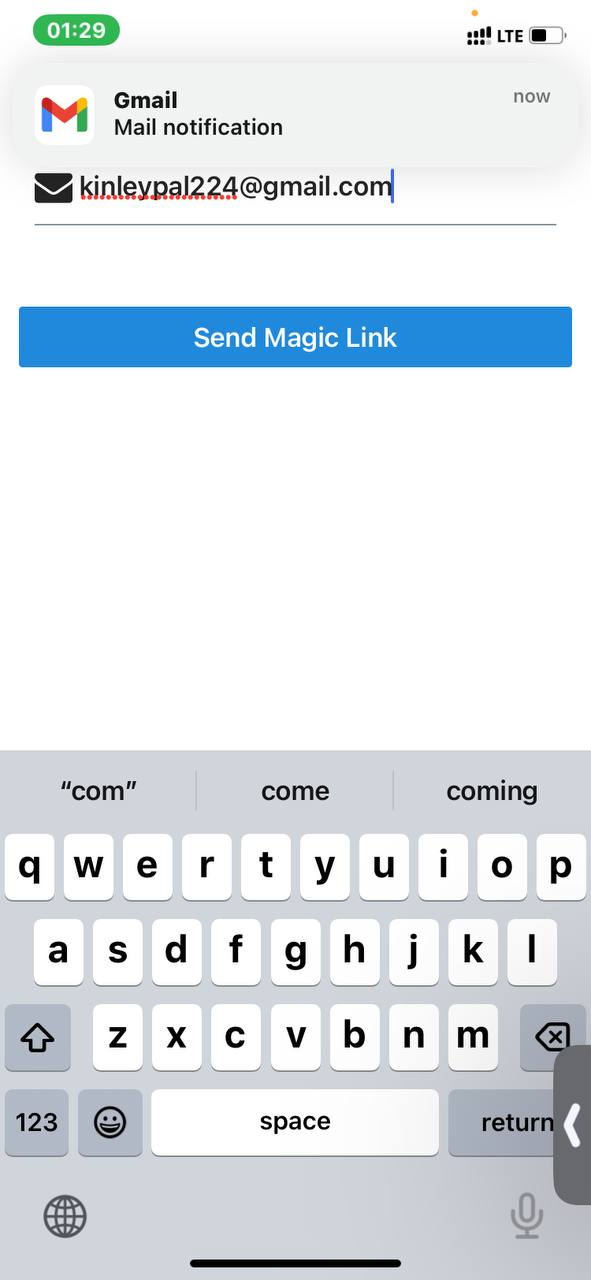 01:29
LTE
Gmail
now
Mail notification
kinleypal224@gmail.com
Send Magic Link
“com” come coming
q w e r t y u i o p
a s d f g h j k l
z x c v b n m
123 space return